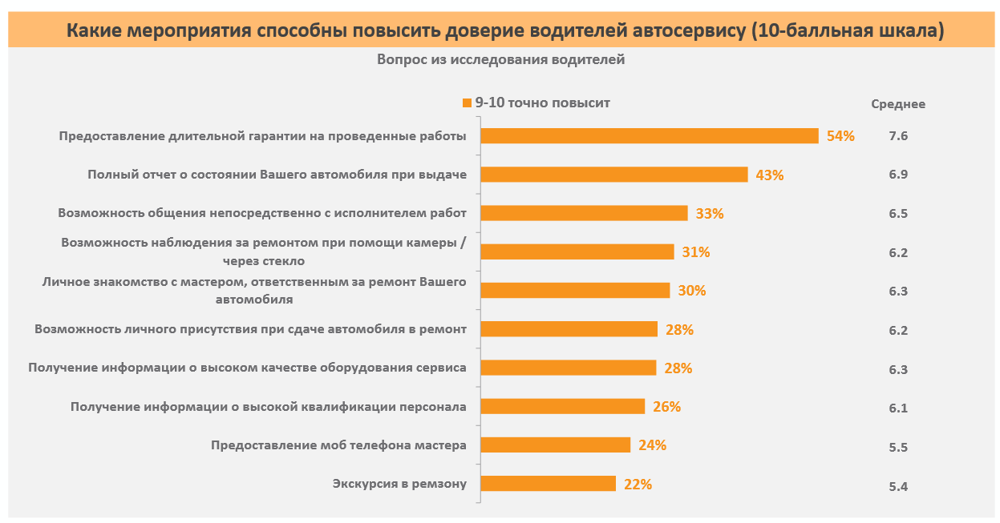 Какие мероприятия способны повысить доверие водителей автосервису (10-балльная шкала)
Вопрос из исследования водителей
9-10 точно повысит
Среднее
Предоставление длительной гарантии на проведенные работы 54% 7.6
Полный отчет о состоянии Вашего автомобиля при выдаче 43% 6.9
Возможность общения непосредственно с исполнителем работ 33% 6.5
Возможность наблюдения за ремонтом при помощи камеры /
через стекло 31% 6.2
Личное знакомство с мастером, ответственным за ремонт Вашего
автомобиля 30% 6.3
Возможность личного присутствия при сдаче автомобиля в ремонт 28% 6.2
Получение информации о высоком качестве оборудования сервиса 28% 6.3
Получение информации о высокой квалификации персонала 26% 6.1
Предоставление моб телефона мастера 24% 5.5
Экскурсия в ремзону 22% 5.4